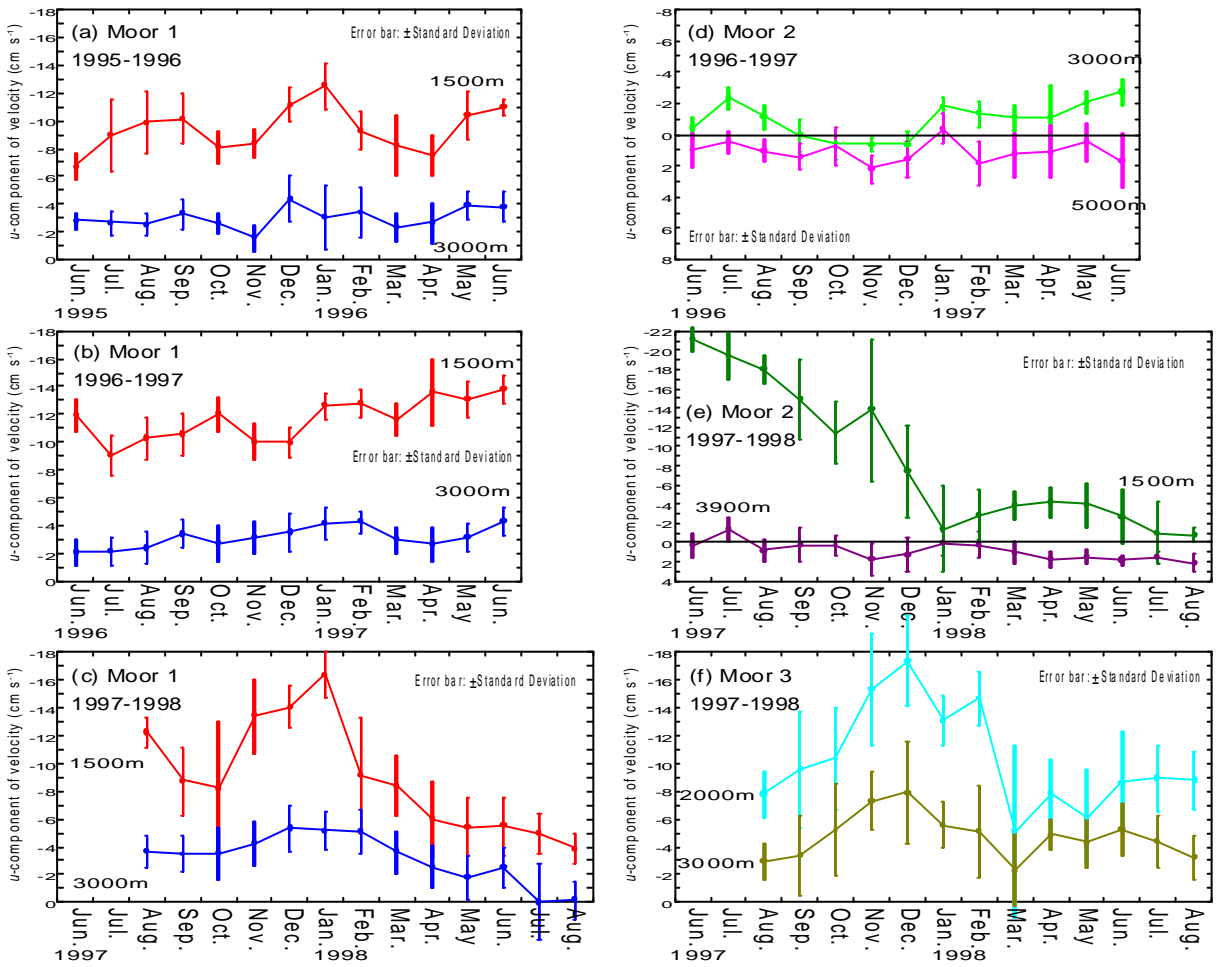 (a) Moor 1
1995-1996
Error bar: ±Standard Deviation
1500m
3000m
u-component of velocity (cm s⁻¹)
-18
-16
-14
-12
-10
-8
-6
-4
-2
0
Jun. Jul. Aug. Sep. Oct. Nov. Dec. Jan. Feb. Mar. Apr. May Jun.
1995 1996
(d) Moor 2
1996-1997
3000m
5000m
Error bar: ±Standard Deviation
u-component of velocity (cm s⁻¹)
-8
-6
-4
-2
0
2
4
6
8
Jun. Jul. Aug. Sep. Oct. Nov. Dec. Jan. Feb. Mar. Apr. May Jun.
1996 1997
(b) Moor 1
1996-1997
1500m
Error bar: ±Standard Deviation
3000m
u-component of velocity (cm s⁻¹)
-18
-16
-14
-12
-10
-8
-6
-4
-2
0
Jun. Jul. Aug. Sep. Oct. Nov. Dec. Jan. Feb. Mar. Apr. May Jun.
1996 1997
Error bar: ±Standard Deviation
(e) Moor 2
1997-1998
1500m
3900m
u-component of velocity (cm s⁻¹)
-22
-20
-18
-16
-14
-12
-10
-8
-6
-4
-2
0
2
4
Jun. Jul. Aug. Sep. Oct. Nov. Dec. Jan. Feb. Mar. Apr. May Jun. Jul. Aug.
1997 1998
(c) Moor 1
1997-1998
Error bar: ±Standard Deviation
1500m
3000m
u-component of velocity (cm s⁻¹)
-18
-16
-14
-12
-10
-8
-6
-4
-2
0
Jun. Jul. Aug. Sep. Oct. Nov. Dec. Jan. Feb. Mar. Apr. May Jun. Jul. Aug.
1997 1998
(f) Moor 3
1997-1998
Error bar: ±Standard Deviation
2000m
3000m
u-component of velocity (cm s⁻¹)
-18
-16
-14
-12
-10
-8
-6
-4
-2
0
Jun. Jul. Aug. Sep. Oct. Nov. Dec. Jan. Feb. Mar. Apr. May Jun. Jul. Aug.
1997 1998